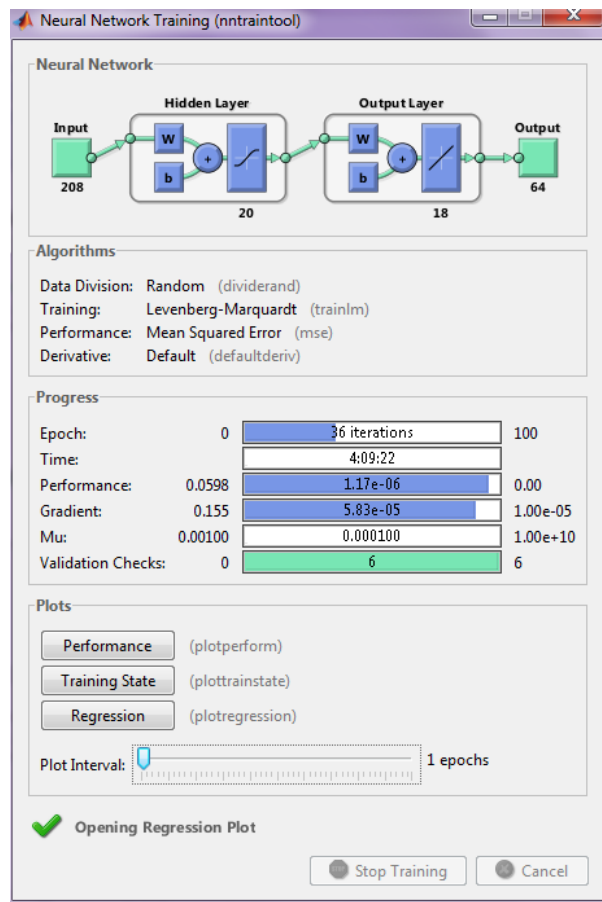 Neural Network Training (nntraintool)
Neural Network
Hidden Layer
Output Layer
Input
Output
W
W
+
+
b
b
208
64
20
18
Algorithms
Data Division: Random (dividerand)
Training: Levenberg-Marquardt (trainlm)
Performance: Mean Squared Error (mse)
Derivative: Default (defaultderiv)
Progress
Epoch: 0 36 iterations 100
Time: 4:09:22
Performance: 0.0598 1.17e-06 0.00
Gradient: 0.155 5.83e-05 1.00e-05
Mu: 0.00100 0.000100 1.00e+10
Validation Checks: 0 6 6
Plots
Performance (plotperform)
Training State (plottrainstate)
Regression (plotregression)
Plot Interval: 1 epochs
Opening Regression Plot
Stop Training Cancel